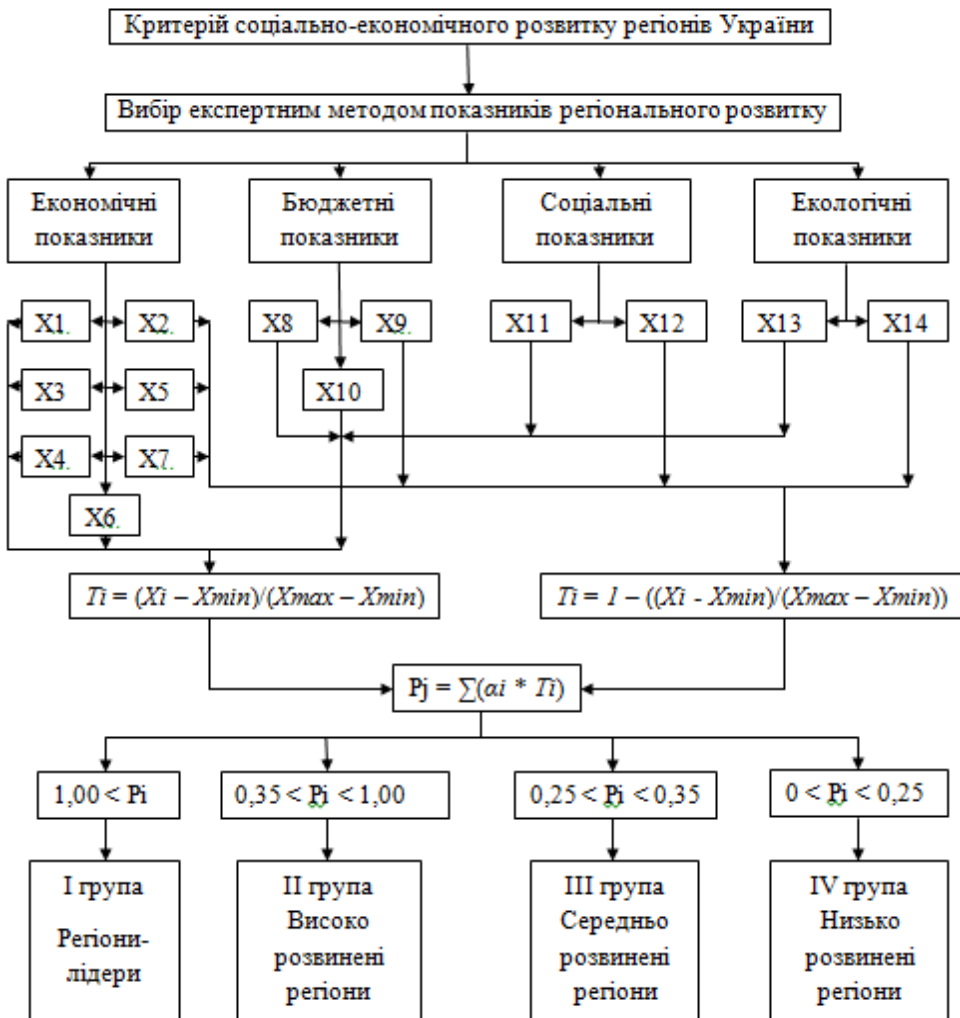 Критерій соціально-економічного розвитку регіонів України
Вибір експертним методом показників регіонального розвитку
Економічні
показники
Бюджетні
показники
Соціальні
показники
Екологічні
показники
X1.
X2.
X8
X9.
X11
X12
X13
X14
X3
X5
X10
X4.
X7.
X6.
Ti = (Xi – Xmin)/(Xmax – Xmin)
Ti = 1 – ((Xi - Xmin)/(Xmax – Xmin))
Pj = ∑(αi * Ti)
1,00 < Pi
0,35 < Pi < 1,00
0,25 < Pi < 0,35
0 < Pi < 0,25
I група
Регіони-
лідери
II група
Високо
розвинені
регіони
III група
Середньо
розвинені
регіони
IV група
Низько
розвинені
регіони